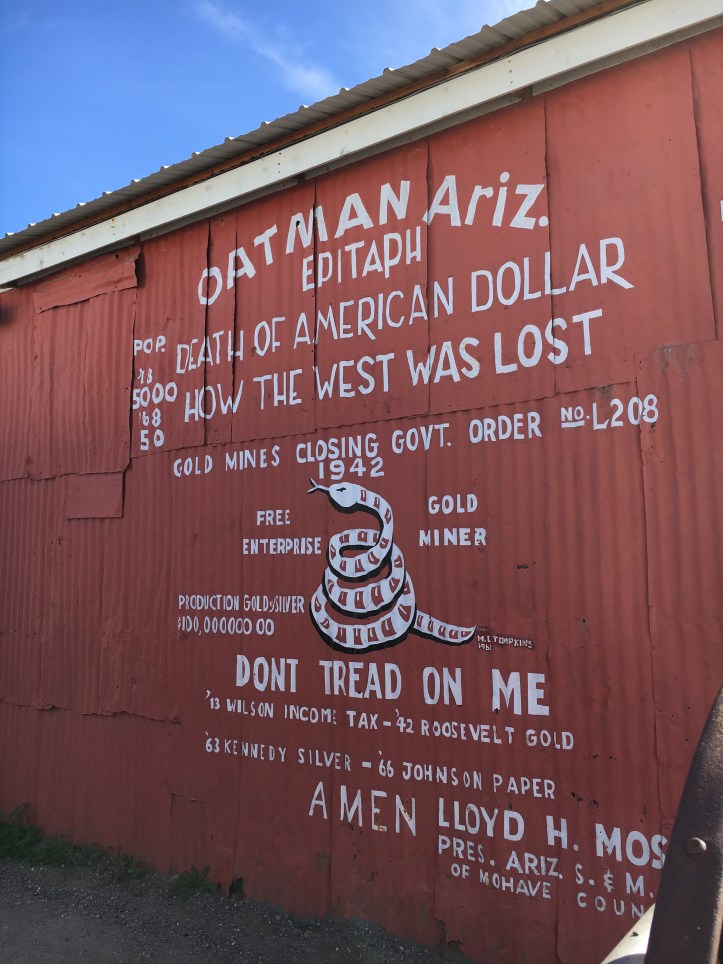 OATMAN Ariz.
EPITAPH
DEATH OF AMERICAN DOLLAR
HOW THE WEST WAS LOST
POP.
5000
'68
50
GOLD MINES CLOSING GOVT. ORDER NO. L208
1942
FREE
ENTERPRISE
GOLD
MINER
PRODUCTION GOLD & SILVER
$100,000000 00
M.E TOMPKINS
DONT TREAD ON ME
'13 WILSON INCOME TAX - '42 ROOSEVELT GOLD
'63 KENNEDY SILVER - '66 JOHNSON PAPER
AMEN
LLOYD H. MOS
PRES. ARIZ. S. & M.
OF MOHAVE COUN